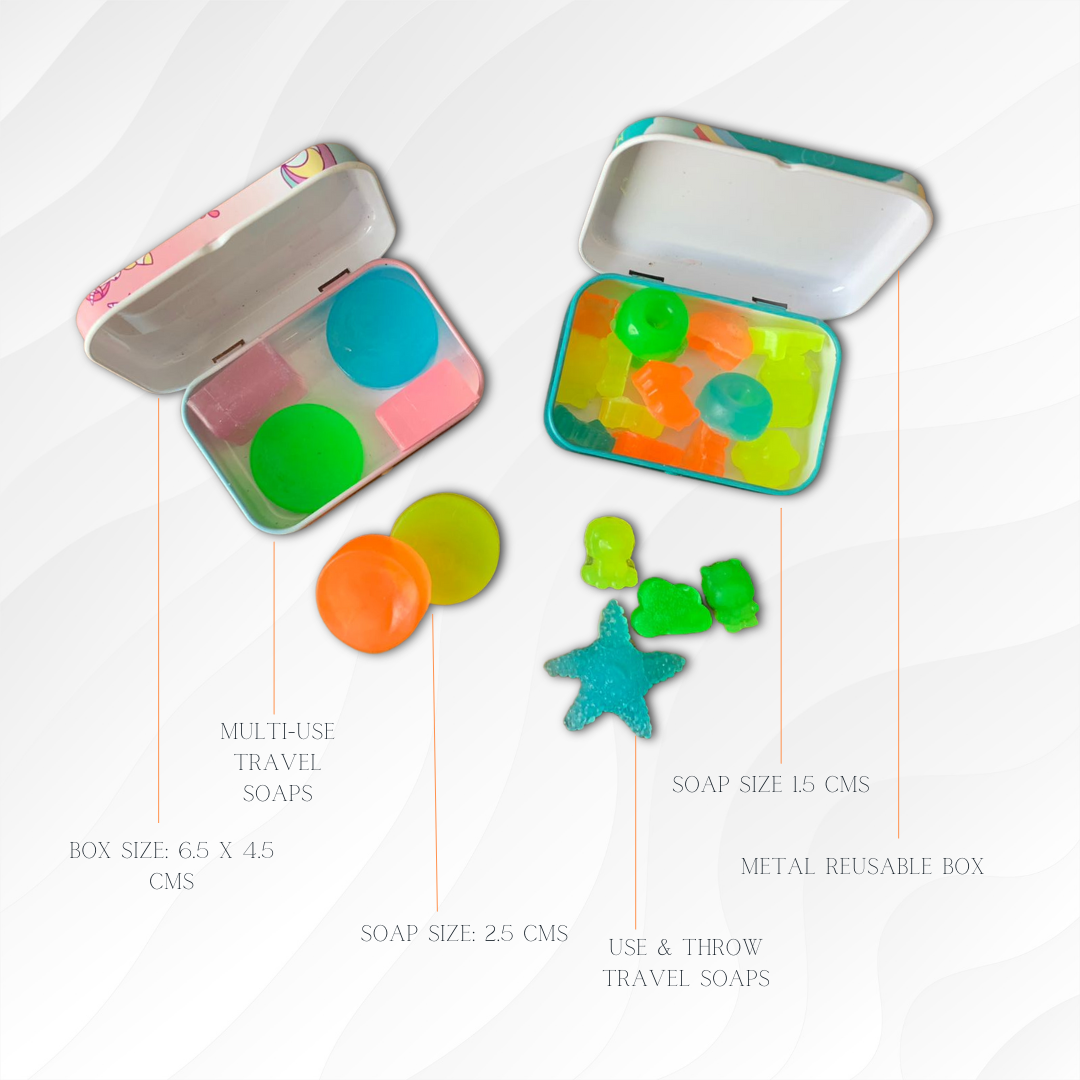 MULTI-USE
TRAVEL
SOAPS
SOAP SIZE 1.5 CMS
BOX SIZE: 6.5 X 4.5
CMS
METAL REUSABLE BOX
SOAP SIZE: 2.5 CMS
USE & THROW
TRAVEL SOAPS